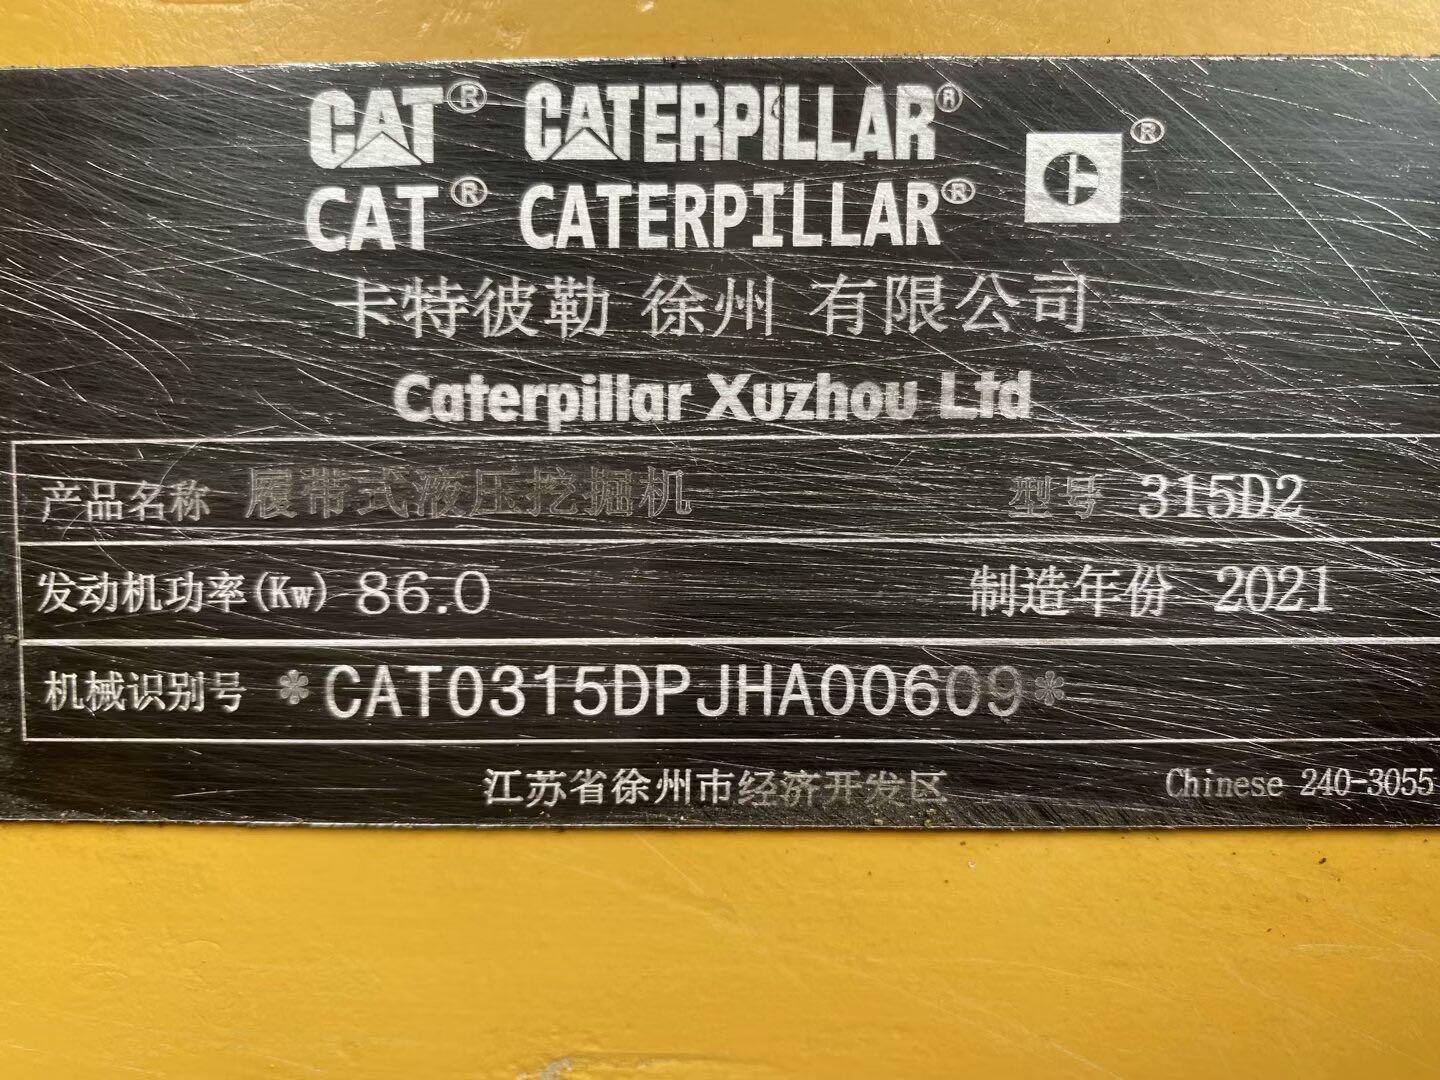 CAT® CATERPILLAR®
CAT® CATERPILLAR® C®
卡特彼勒 徐州 有限公司
Caterpillar Xuzhou Ltd
产品名称 履带式液压挖掘机 型号 315D2
发动机功率(Kw) 86.0 制造年份 2021
机械识别号 *CAT0315DPJHA00609*
江苏省徐州市经济开发区 Chinese 240-3055